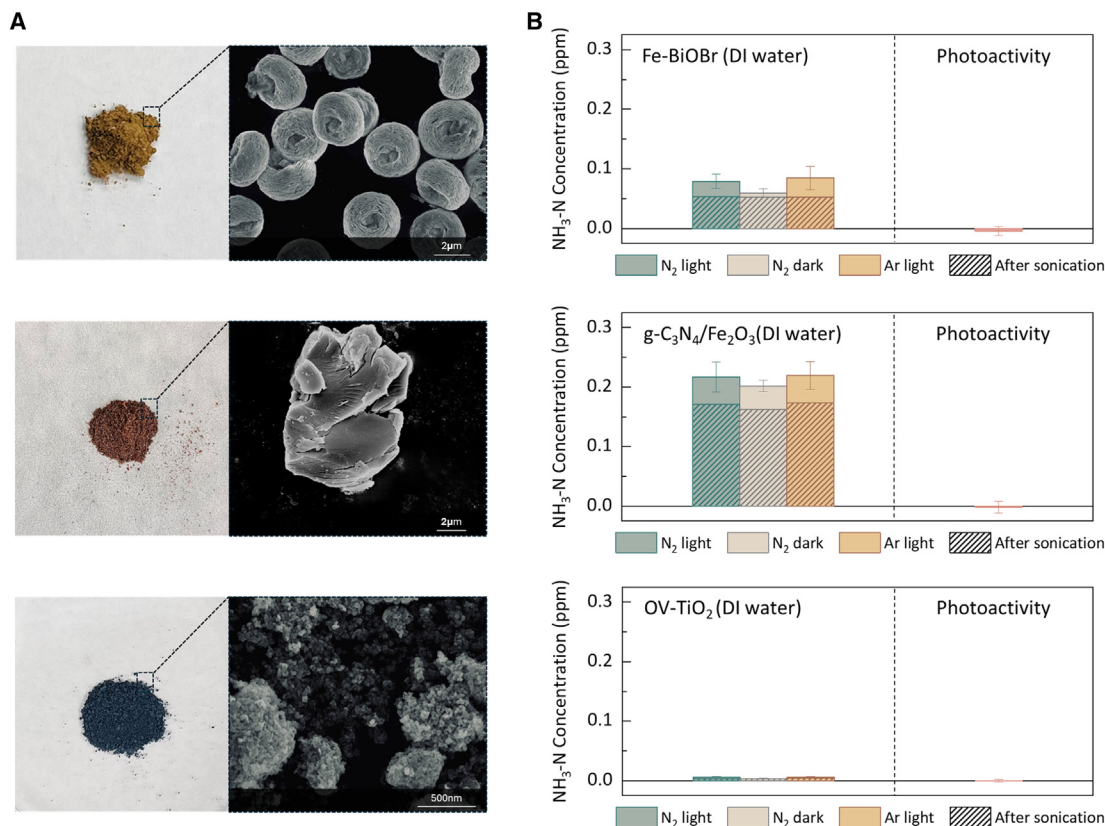 A
2μm
2μm
500nm
B
NH₃-N Concentration (ppm)
0.3
0.2
0.1
0.0
Fe-BiOBr (DI water)
Photoactivity
N₂ light
N₂ dark
Ar light
After sonication
NH₃-N Concentration (ppm)
0.3
0.2
0.1
0.0
g-C₃N₄/Fe₂O₃(DI water)
Photoactivity
N₂ light
N₂ dark
Ar light
After sonication
NH₃-N Concentration (ppm)
0.3
0.2
0.1
0.0
OV-TiO₂ (DI water)
Photoactivity
N₂ light
N₂ dark
Ar light
After sonication